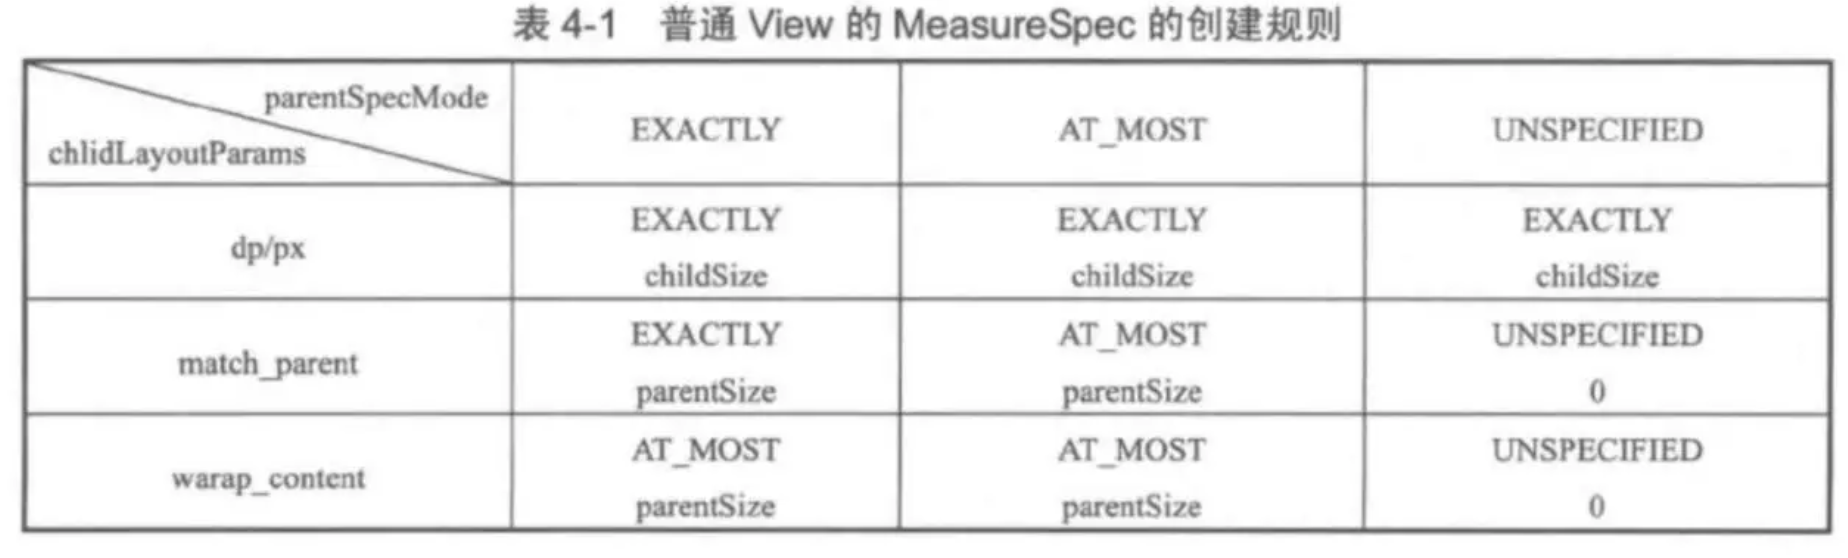 表 4-1 普通 View 的 MeasureSpec 的创建规则
parentSpecMode
chlidLayoutParams
EXACTLY
AT_MOST
UNSPECIFIED
dp/px
EXACTLY
childSize
EXACTLY
childSize
EXACTLY
childSize
match_parent
EXACTLY
parentSize
AT_MOST
parentSize
UNSPECIFIED
0
warap_content
AT_MOST
parentSize
AT_MOST
parentSize
UNSPECIFIED
0